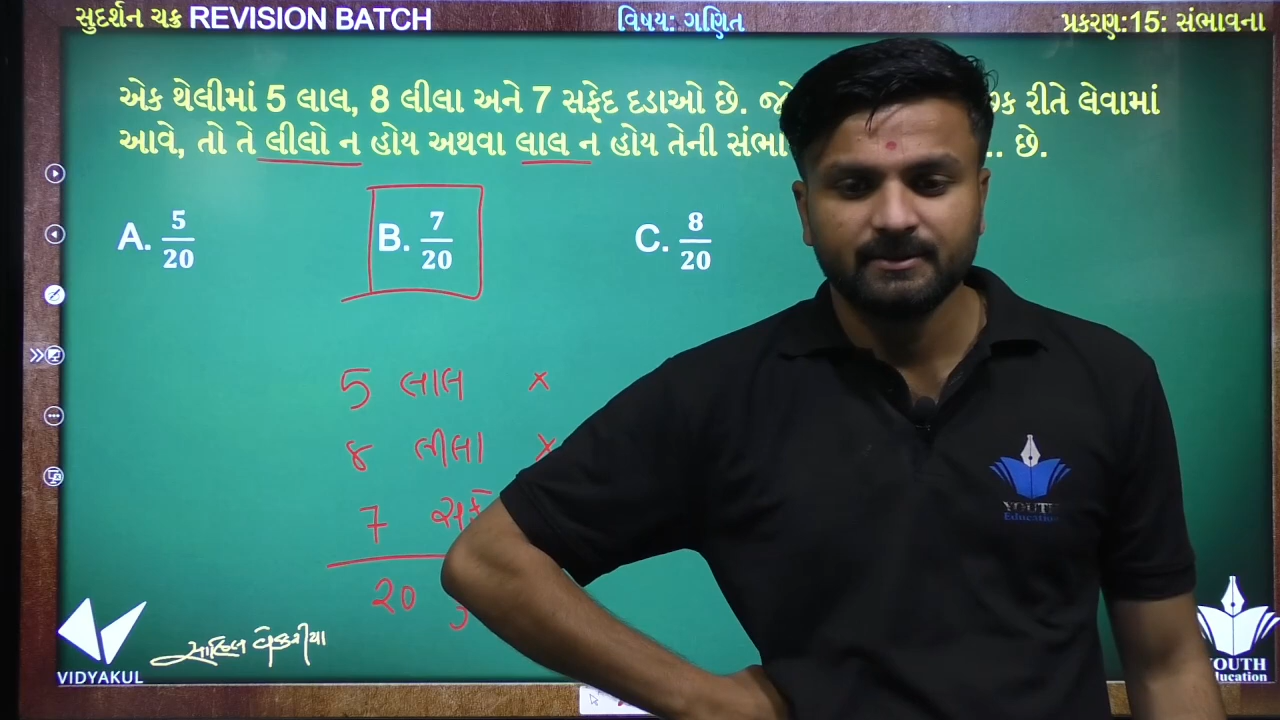 સુદર્શન ચક્ર REVISION BATCH
વિષય: ગણિત
પ્રકરણ:15: સંભાવના
એક થેલીમાં 5 લાલ, 8 લીલા અને 7 સફેદ દડાઓ છે. રીતે લેવામાં
આવે, તો તે લીલો ન હોય અથવા લાલ ન હોય તેની .. છે.
A. 5/20
B. 7/20
C. 8/20
5 લાલ ×
8 લીલા ×
7
20
VIDYAKUL
YOUTH
Education
YOUTH